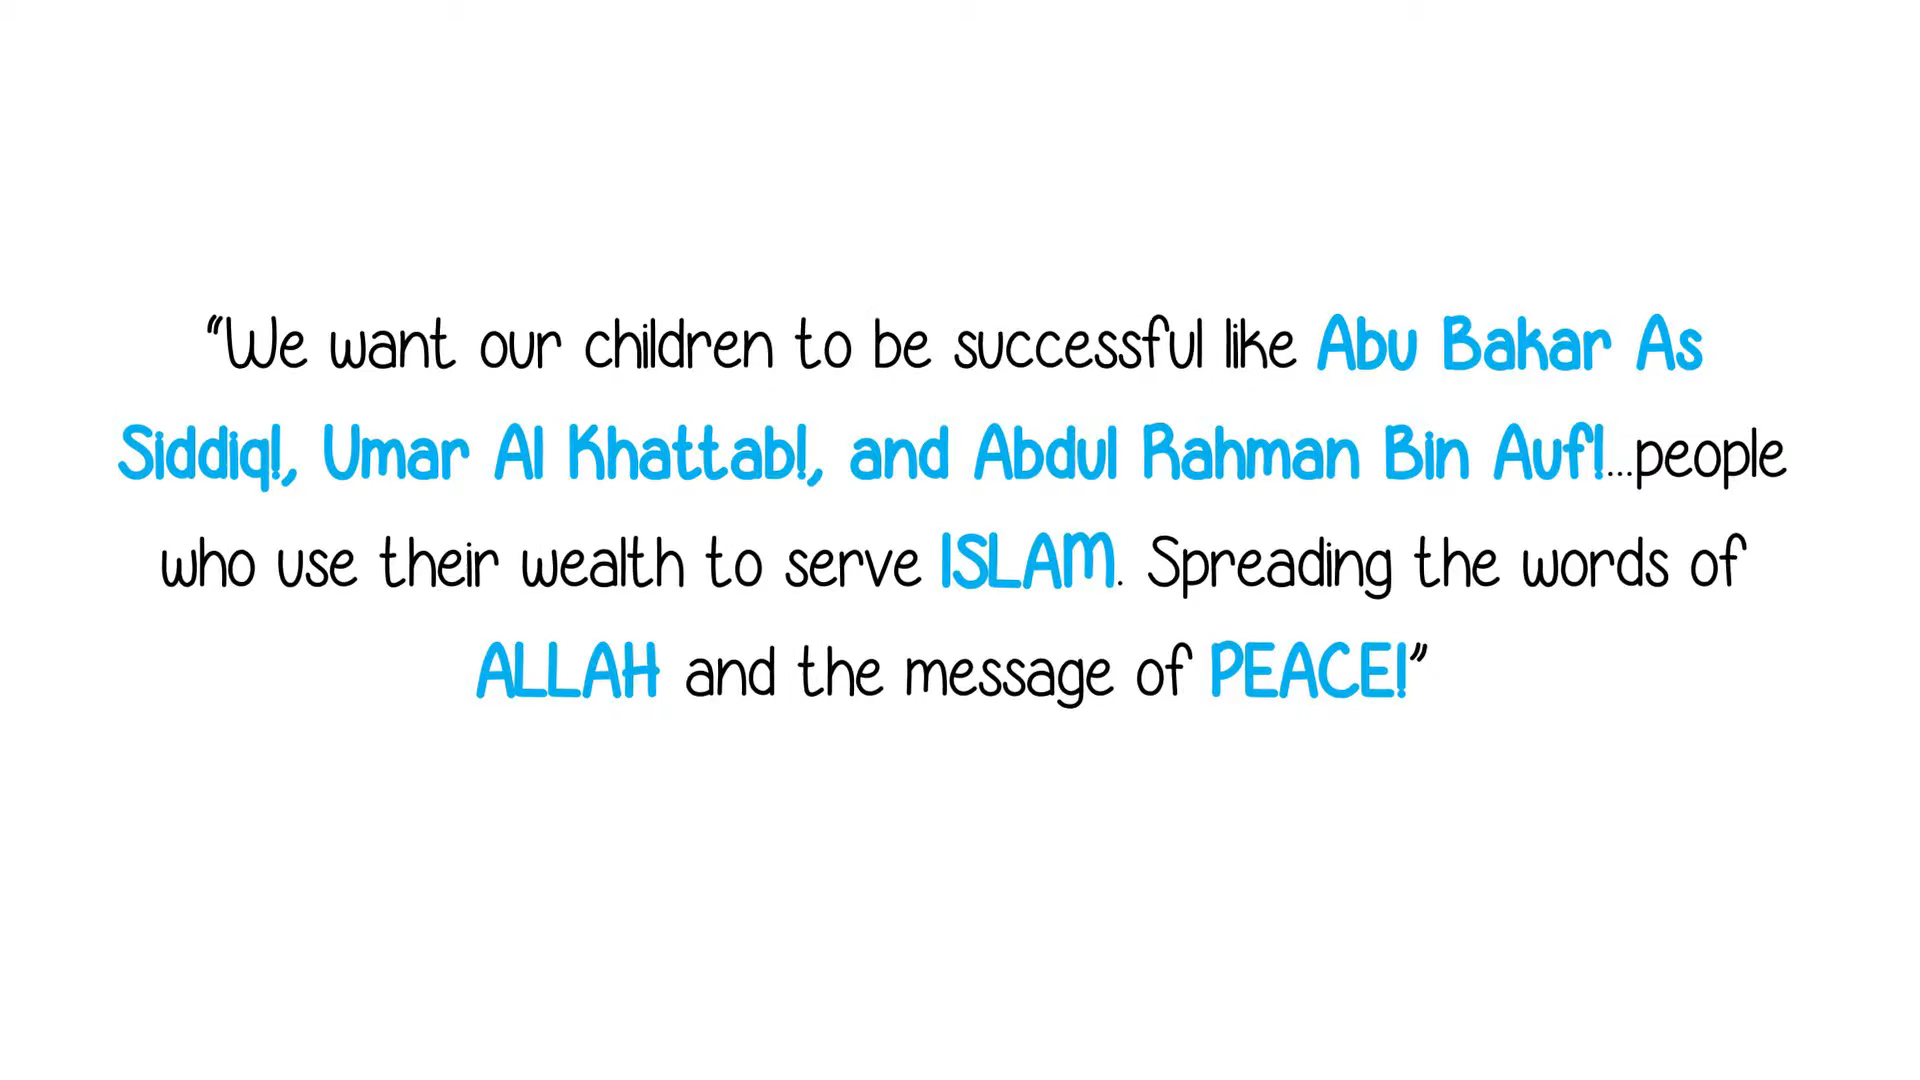 “We want our children to be successful like Abu Bakar As
Siddiq!, Umar Al Khattab!, and Abdul Rahman Bin Auf!...people
who use their wealth to serve ISLAM. Spreading the words of
ALLAH and the message of PEACE!”